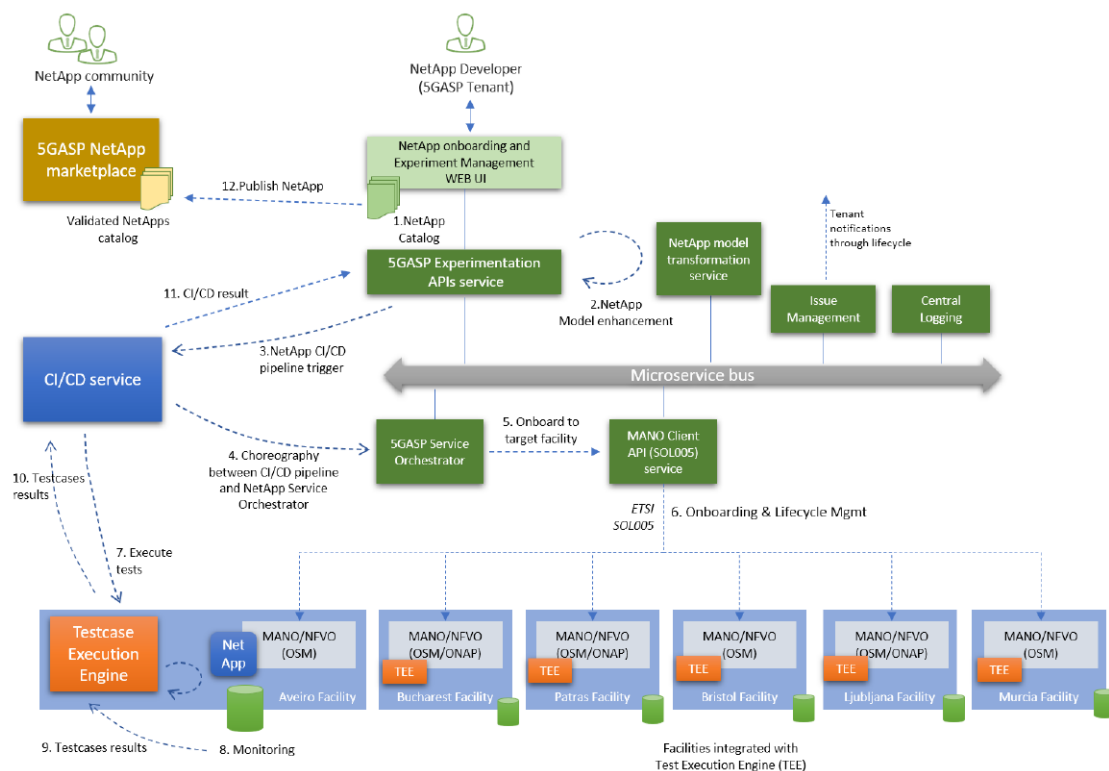 NetApp community
NetApp Developer
(5GASP Tenant)
5GASP NetApp
marketplace
NetApp onboarding and
Experiment Management
WEB UI
12.Publish NetApp
Validated NetApps
catalog
1.NetApp
Catalog
Tenant
notifications
through lifecycle
5GASP Experimentation
APIs service
NetApp model
transformation
service
11. CI/CD result
2.NetApp
Model enhancement
Issue
Management
Central
Logging
3.NetApp CI/CD
pipeline trigger
CI/CD service
Microservice bus
5GASP Service
Orchestrator
5. Onboard to
target facility
MANO Client
API (SOL005)
service
4. Choreography
between CI/CD pipeline
and NetApp Service
Orchestrator
10. Testcases
results
ETSI
SOL005
6. Onboarding & Lifecycle Mgmt
7. Execute
tests
Testcase
Execution
Engine
Net
App
MANO/NFVO
(OSM)
Aveiro Facility
MANO/NFVO
(OSM/ONAP)
TEE
Bucharest Facility
MANO/NFVO
(OSM/ONAP)
TEE
Patras Facility
MANO/NFVO
(OSM)
TEE
Bristol Facility
MANO/NFVO
(OSM/ONAP)
TEE
Ljubljana Facility
MANO/NFVO
(OSM)
TEE
Murcia Facility
9. Testcases results
8. Monitoring
Facilities integrated with
Test Execution Engine (TEE)